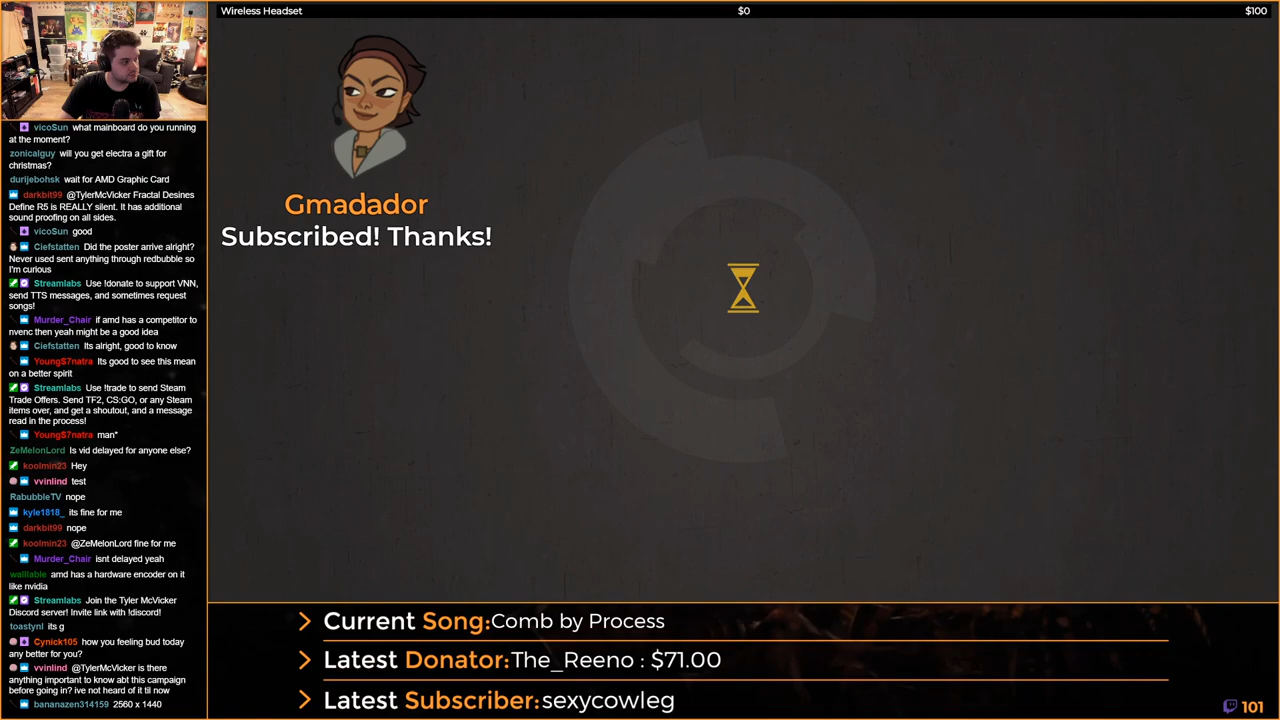 Wireless Headset $0 $100
vicoSun what mainboard do you running
at the moment?
zonicalguy will you get electra a gift for
christmas?
durijebohsk wait for AMD Graphic Card
darkbit99 @TylerMcVicker Fractal Desines
Define R5 is REALLY silent. It has additional
sound proofing on all sides.
vicoSun good
Ciefstatten Did the poster arrive alright?
Never used sent anything through redbubble so
I'm curious
Streamlabs Use !donate to support VNN,
send TTS messages, and sometimes request
songs!
Murder_Chair if amd has a competitor to
nvenc then yeah might be a good idea
Ciefstatten Its alright, good to know
YoungS7natra Its good to see this mean
on a better spirit
Streamlabs Use !trade to send Steam
Trade Offers. Send TF2, CS:GO, or any Steam
items over, and get a shoutout, and a message
read in the process!
YoungS7natra man*
ZeMelonLord Is vid delayed for anyone else?
koolmin23 Hey
vvinlind test
RabubbleTV nope
kyle1818_ its fine for me
darkbit99 nope
koolmin23 @ZeMelonLord fine for me
Murder_Chair isnt delayed yeah
walllable amd has a hardware encoder on it
like nvidia
Streamlabs Join the Tyler McVicker
Discord server! Invite link with !discord!
toastynl its g
Cynick105 how you feeling bud today
any better for you?
vvinlind @TylerMcVicker is there
anything important to know abt this campaign
before going in? ive not heard of it til now
bananazen314159 2560 x 1440
Gmadador
Subscribed! Thanks!
Current Song:Comb by Process
Latest Donator:The_Reeno : $71.00
Latest Subscriber:sexycowleg
101